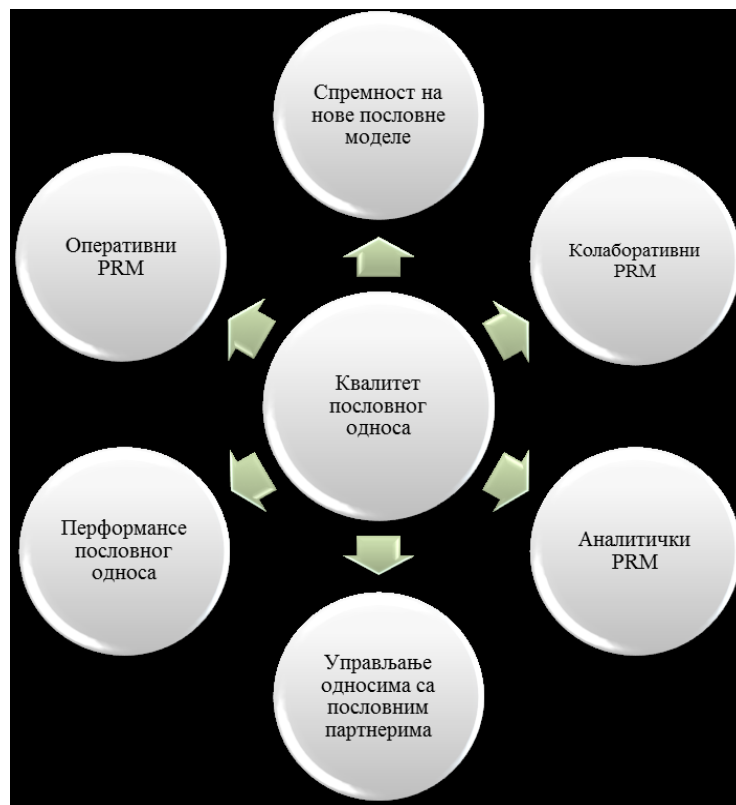 Спремност на
нове пословне
моделе
Оперативни
PRM
Колаборативни
PRM
Квалитет
пословног
односа
Перформансе
пословног
односа
Аналитички
PRM
Управљање
односима са
пословним
партнерима